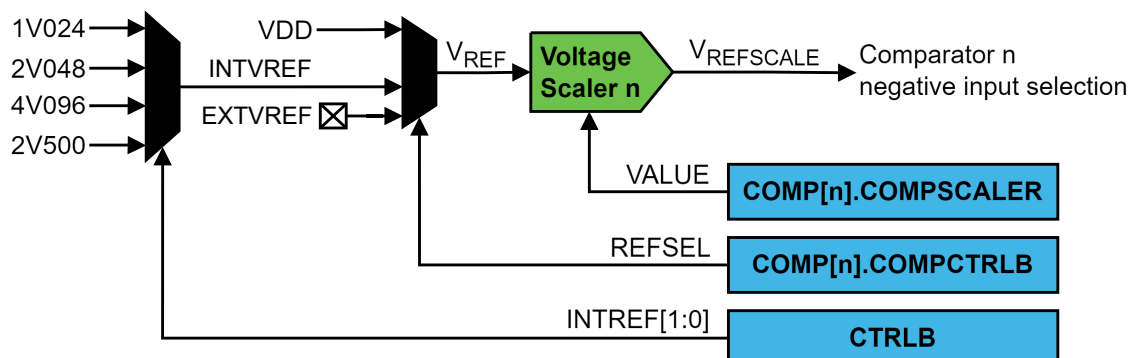 1V024
2V048
4V096
2V500
INTVREF
VDD
EXTVREF
VREF
Voltage
Scaler n
VREFSCALE
Comparator n
negative input selection
VALUE
COMP[n].COMPSCALER
REFSEL
COMP[n].COMPCTRLB
INTREF[1:0]
CTRLB